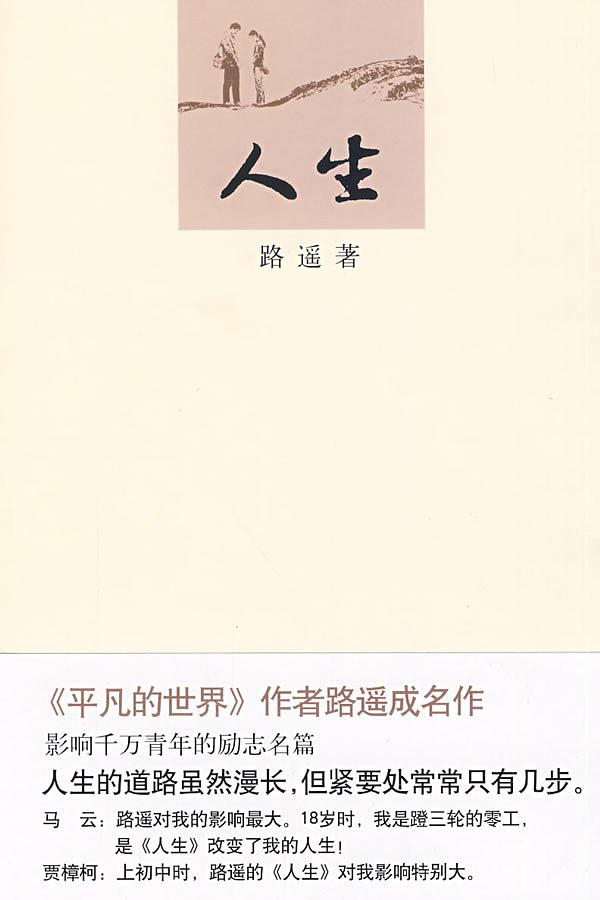 人生
路遥著
《平凡的世界》作者路遥成名作
影响千万青年的励志名篇
人生的道路虽然漫长,但紧要处常常只有几步。
马 云：路遥对我的影响最大。18岁时，我是蹬三轮的零工，
是《人生》改变了我的人生！
贾樟柯：上初中时，路遥的《人生》对我影响特别大。